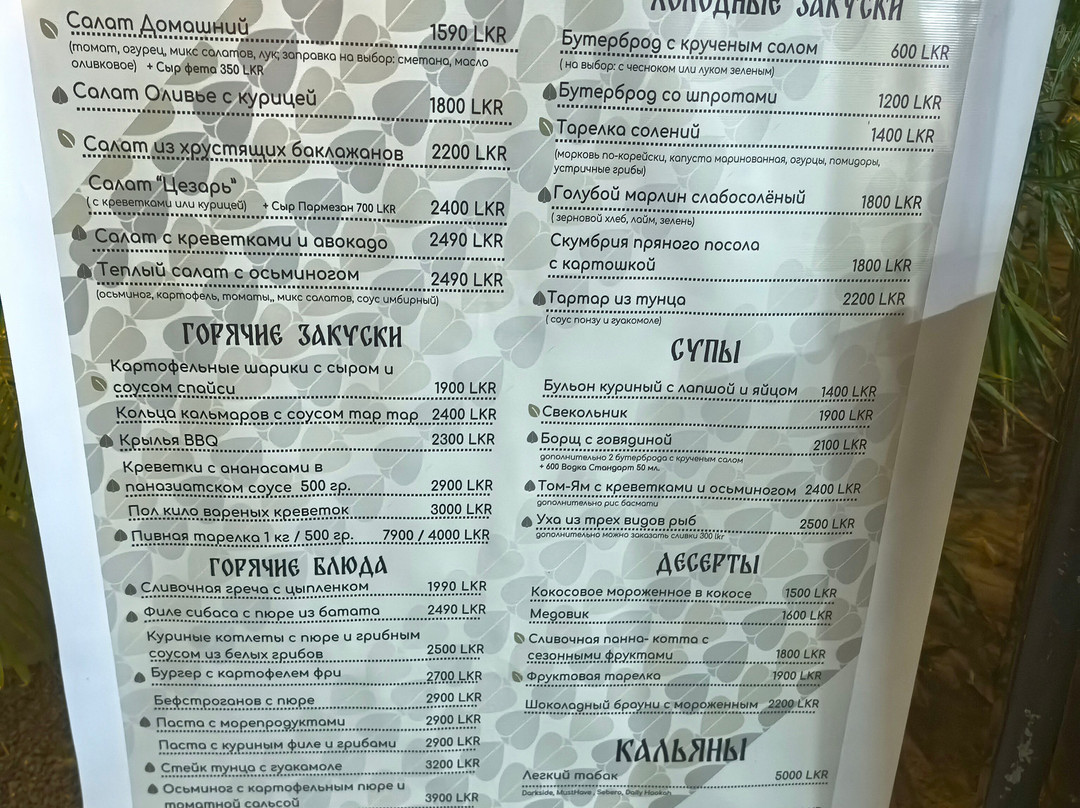 Салат Домашний 1590 LKR
(томат, огурец, микс салатов, лук; заправка на выбор: сметана, масло
оливковое) + Сыр фета 350 LKR
Салат Оливье с курицей 1800 LKR
Салат из хрустящих баклажанов 2200 LKR
Салат "Цезарь"
( с креветками или курицей) + Сыр Пармезан 700 LKR 2400 LKR
Салат с креветками и авокадо 2490 LKR
Теплый салат с осьминогом 2490 LKR
(осьминог, картофель, томаты,, микс салатов, соус имбирный)
ГОРЯЧИЕ ЗАКУСКИ
Картофельные шарики с сыром и
соусом спайси 1900 LKR
Кольца кальмаров с соусом тар тар 2400 LKR
Крылья BBQ 2300 LKR
Креветки с ананасами в
паназиатском соусе 500 гр. 2900 LKR
Пол кило вареных креветок 3000 LKR
Пивная тарелка 1 кг / 500 гр. 7900 / 4000 LKR
ГОРЯЧИЕ БЛЮДА
Сливочная греча с цыпленком 1990 LKR
Филе сибаса с пюре из батата 2490 LKR
Куриные котлеты с пюре и грибным
соусом из белых грибов 2500 LKR
Бургер с картофелем фри 2700 LKR
Бефстроганов с пюре 2900 LKR
Паста с морепродуктами 2900 LKR
Паста с куриным филе и грибами 2900 LKR
Стейк тунца с гуакамоле 3200 LKR
Осьминог с картофельным пюре и
томатной сальсой 3900 LKR
ХОЛОДНЫЕ ЗАКУСКИ
Бутерброд с крученым салом 600 LKR
( на выбор: с чесноком или луком зеленым)
Бутерброд со шпротами 1200 LKR
Тарелка солений 1400 LKR
(морковь по-корейски, капуста маринованная, огурцы, помидоры,
устричные грибы)
Голубой марлин слабосолёный 1800 LKR
( зерновой хлеб, лайм, зелень)
Скумбрия пряного посола
с картошкой 1800 LKR
Тартар из тунца 2200 LKR
( соус понзу и гуакомоле)
СУПЫ
Бульон куриный с лапшой и яйцом 1400 LKR
Свекольник 1900 LKR
Борщ с говядиной 2100 LKR
дополнительно 2 бутерброда с крученым салом
+ 600 Водка Стандарт 50 мл.
Том-Ям с креветками и осьминогом 2400 LKR
дополнительно рис басмати
Уха из трех видов рыб 2500 LKR
дополнительно можно заказать сливки 300 lkr
ДЕСЕРТЫ
Кокосовое мороженное в кокосе 1500 LKR
Медовик 1600 LKR
Сливочная панна- котта с
сезонными фруктами 1800 LKR
Фруктовая тарелка 1900 LKR
Шоколадный брауни с мороженным 2200 LKR
КАЛЬЯНЫ
Легкий табак 5000 LKR
Darkside, MustHave , Sebero, Daily Hookah